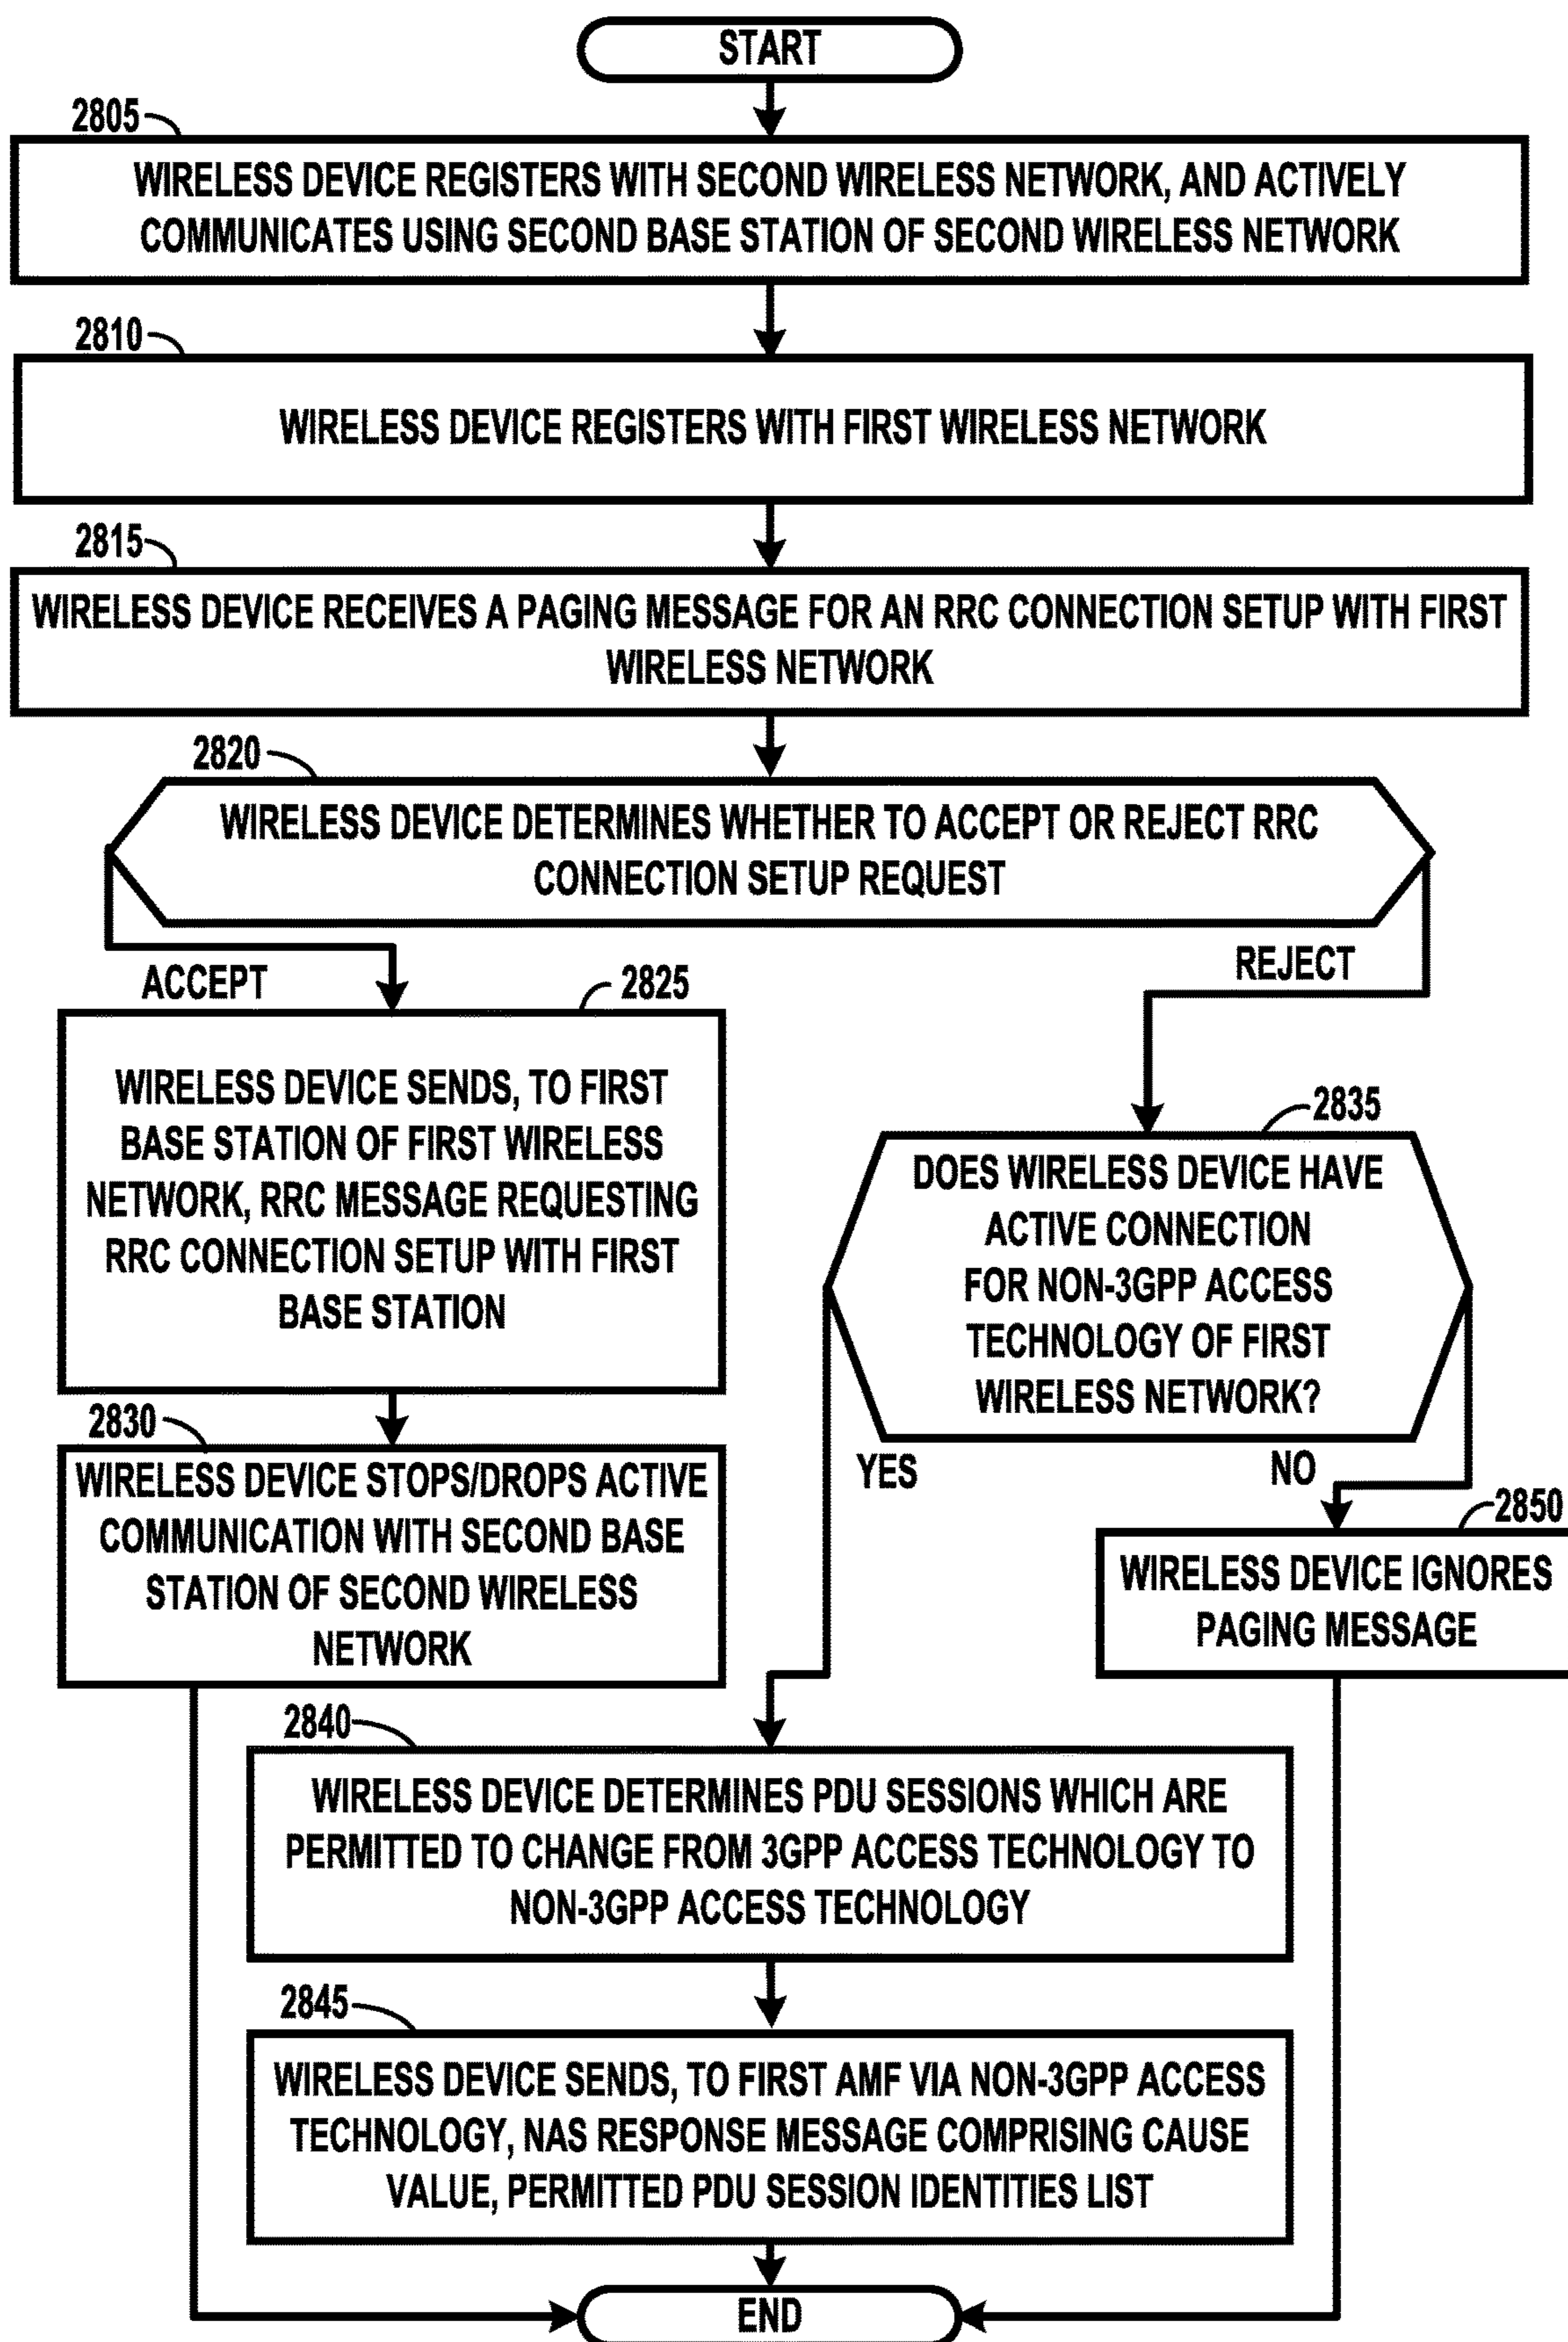 START
2805
WIRELESS DEVICE REGISTERS WITH SECOND WIRELESS NETWORK, AND ACTIVELY
COMMUNICATES USING SECOND BASE STATION OF SECOND WIRELESS NETWORK
2810
WIRELESS DEVICE REGISTERS WITH FIRST WIRELESS NETWORK
2815
WIRELESS DEVICE RECEIVES A PAGING MESSAGE FOR AN RRC CONNECTION SETUP WITH FIRST
WIRELESS NETWORK
2820
WIRELESS DEVICE DETERMINES WHETHER TO ACCEPT OR REJECT RRC
CONNECTION SETUP REQUEST
ACCEPT
REJECT
2825
WIRELESS DEVICE SENDS, TO FIRST
BASE STATION OF FIRST WIRELESS
NETWORK, RRC MESSAGE REQUESTING
RRC CONNECTION SETUP WITH FIRST
BASE STATION
2830
WIRELESS DEVICE STOPS/DROPS ACTIVE
COMMUNICATION WITH SECOND BASE
STATION OF SECOND WIRELESS
NETWORK
2835
DOES WIRELESS DEVICE HAVE
ACTIVE CONNECTION
FOR NON-3GPP ACCESS
TECHNOLOGY OF FIRST
WIRELESS NETWORK?
YES
NO
2850
WIRELESS DEVICE IGNORES
PAGING MESSAGE
2840
WIRELESS DEVICE DETERMINES PDU SESSIONS WHICH ARE
PERMITTED TO CHANGE FROM 3GPP ACCESS TECHNOLOGY TO
NON-3GPP ACCESS TECHNOLOGY
2845
WIRELESS DEVICE SENDS, TO FIRST AMF VIA NON-3GPP ACCESS
TECHNOLOGY, NAS RESPONSE MESSAGE COMPRISING CAUSE
VALUE, PERMITTED PDU SESSION IDENTITIES LIST
END